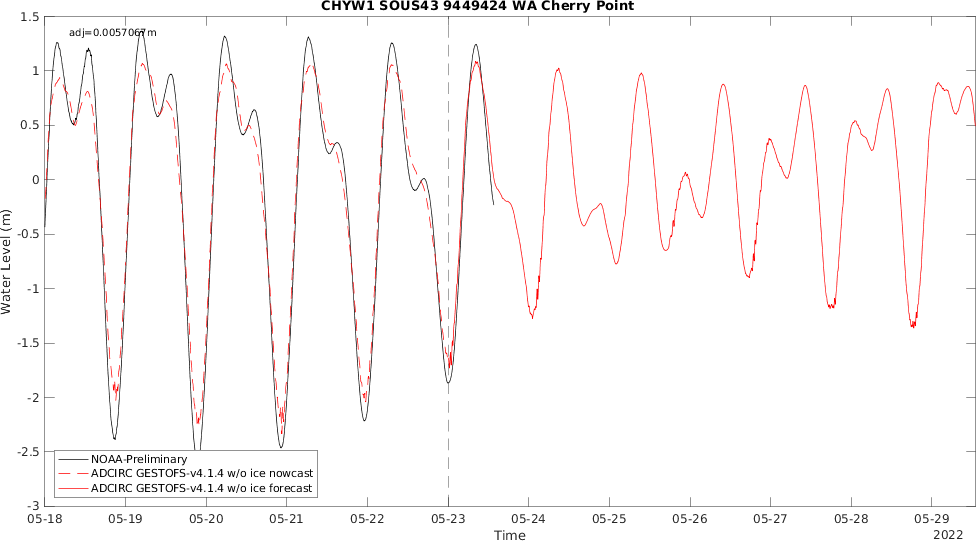 CHYW1 SOUS43 9449424 WA Cherry Point
adj=0.0057067m
1.5
1
0.5
0
-0.5
-1
-1.5
-2
-2.5
-3
Water Level (m)
NOAA-Preliminary
ADCIRC GESTOFS-v4.1.4 w/o ice nowcast
ADCIRC GESTOFS-v4.1.4 w/o ice forecast
05-18 05-19 05-20 05-21 05-22 05-23 05-24 05-25 05-26 05-27 05-28 05-29
Time
2022